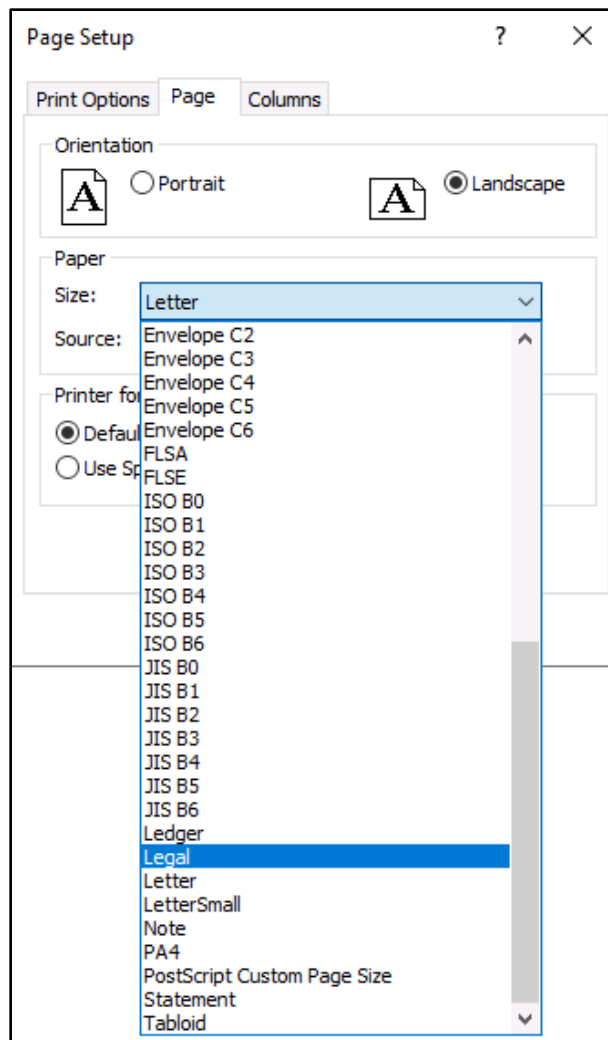 Page Setup ? ×
Print Options Page Columns
Orientation
A Portrait A Landscape
Paper
Size: Letter
Source:
Envelope C2
Envelope C3
Envelope C4
Envelope C5
Envelope C6
FLSA
FLSE
ISO B0
ISO B1
ISO B2
ISO B3
ISO B4
ISO B5
ISO B6
JIS B0
JIS B1
JIS B2
JIS B3
JIS B4
JIS B5
JIS B6
Ledger
Legal
Letter
LetterSmall
Note
PA4
PostScript Custom Page Size
Statement
Tabloid
Printer for
Defaul
Use Sp